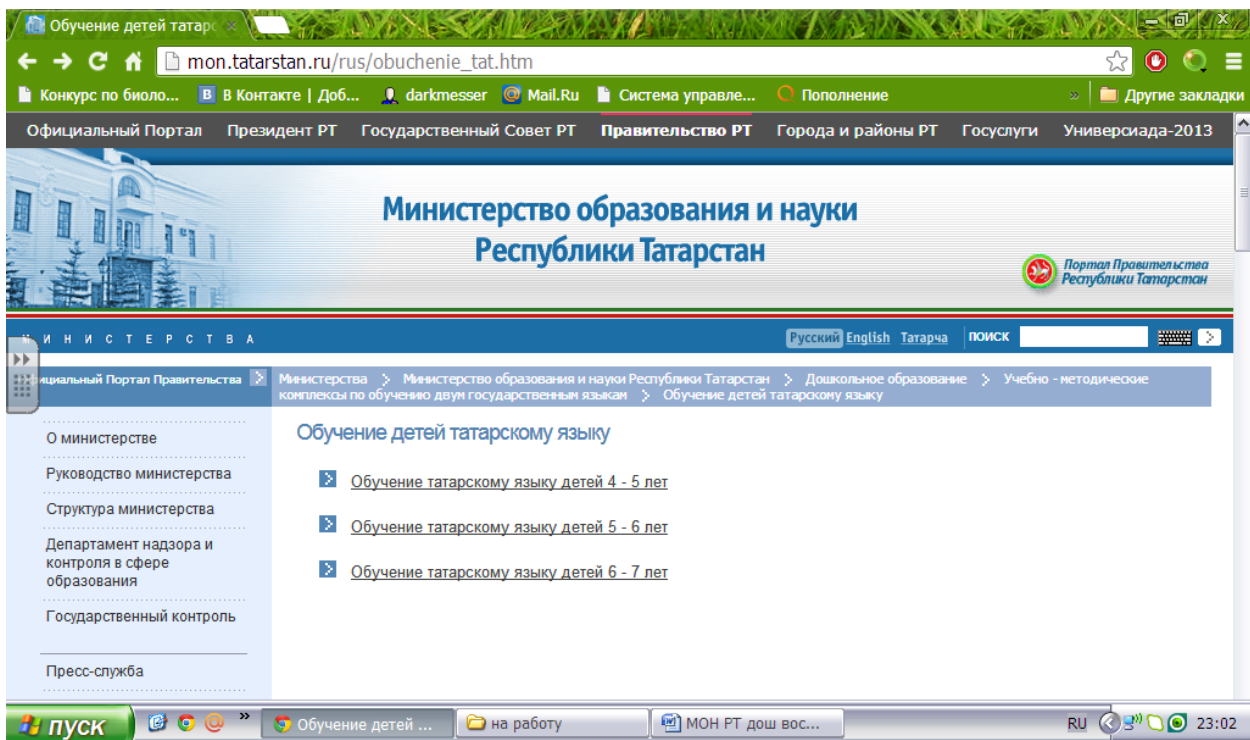 Обучение детей татарс
mon.tatarstan.ru/rus/obuchenie_tat.htm
Конкурс по биоло... В Контакте | Доб... darkmesser Mail.Ru Система управле... Пополнение » Другие закладки
Официальный Портал Президент РТ Государственный Совет РТ Правительство РТ Города и районы РТ Госуслуги Универсиада-2013
Министерство образования и науки
Республики Татарстан
Портал Правительства
Республики Татарстан
МИНИСТЕРСТВА Русский English Татарча ПОИСК
ициальный Портал Правительства Министерства > Министерство образования и науки Республики Татарстан > Дошкольное образование > Учебно - методические
комплексы по обучению двум государственным языкам > Обучение детей татарскому языку
Обучение детей татарскому языку
Обучение татарскому языку детей 4 - 5 лет
Обучение татарскому языку детей 5 - 6 лет
Обучение татарскому языку детей 6 - 7 лет
О министерстве
Руководство министерства
Структура министерства
Департамент надзора и
контроля в сфере
образования
Государственный контроль
Пресс-служба
пуск » Обучение детей ... на работу МОН РТ дош вос... RU 23:02